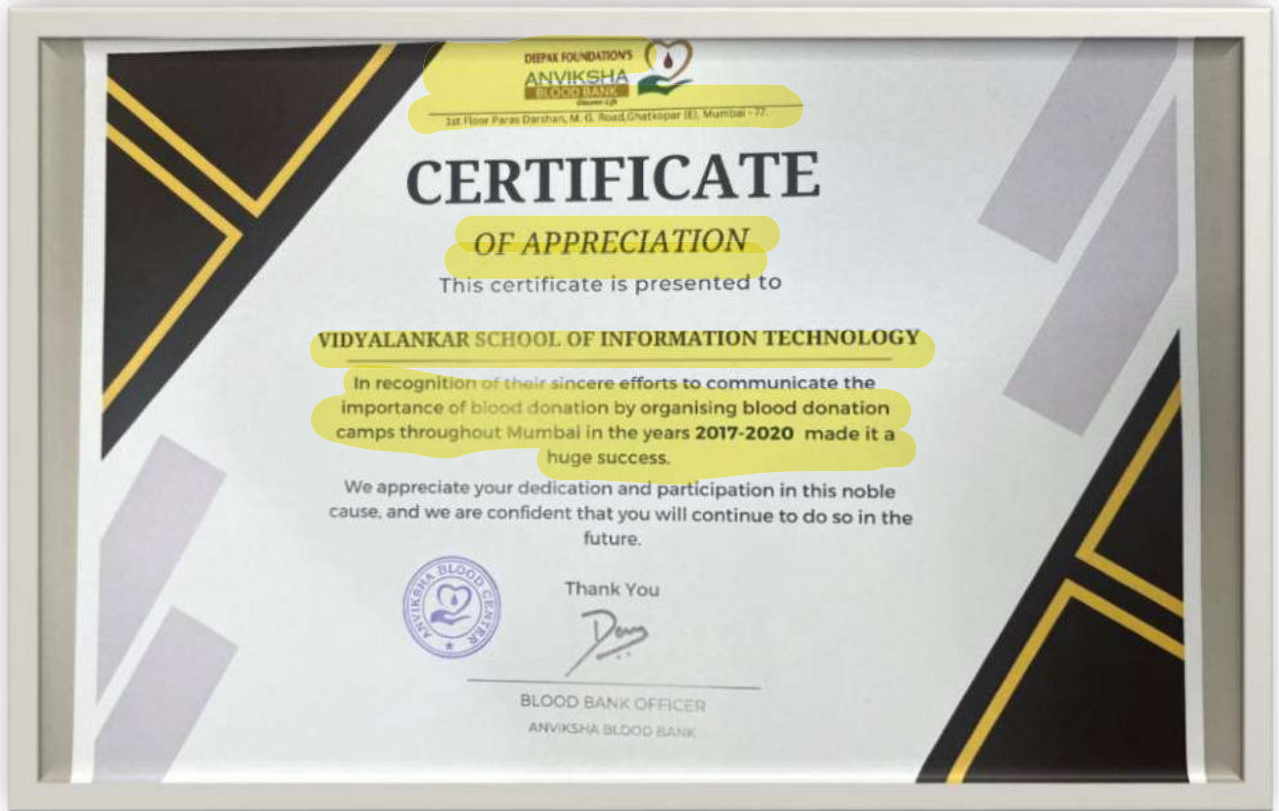 DEEPAK FOUNDATION'S
ANVIKSHA
BLOOD BANK
Discover Life
1st Floor Paras Darshan, M. G. Road,Ghatkopar (E), Mumbai - 77.
CERTIFICATE
OF APPRECIATION
This certificate is presented to
VIDYALANKAR SCHOOL OF INFORMATION TECHNOLOGY
In recognition of their sincere efforts to communicate the
importance of blood donation by organising blood donation
camps throughout Mumbai in the years 2017-2020 made it a
huge success.
We appreciate your dedication and participation in this noble
cause, and we are confident that you will continue to do so in the
future.
ANVIKSHA BLOOD CENTER
Thank You
BLOOD BANK OFFICER
ANVIKSHA BLOOD BANK